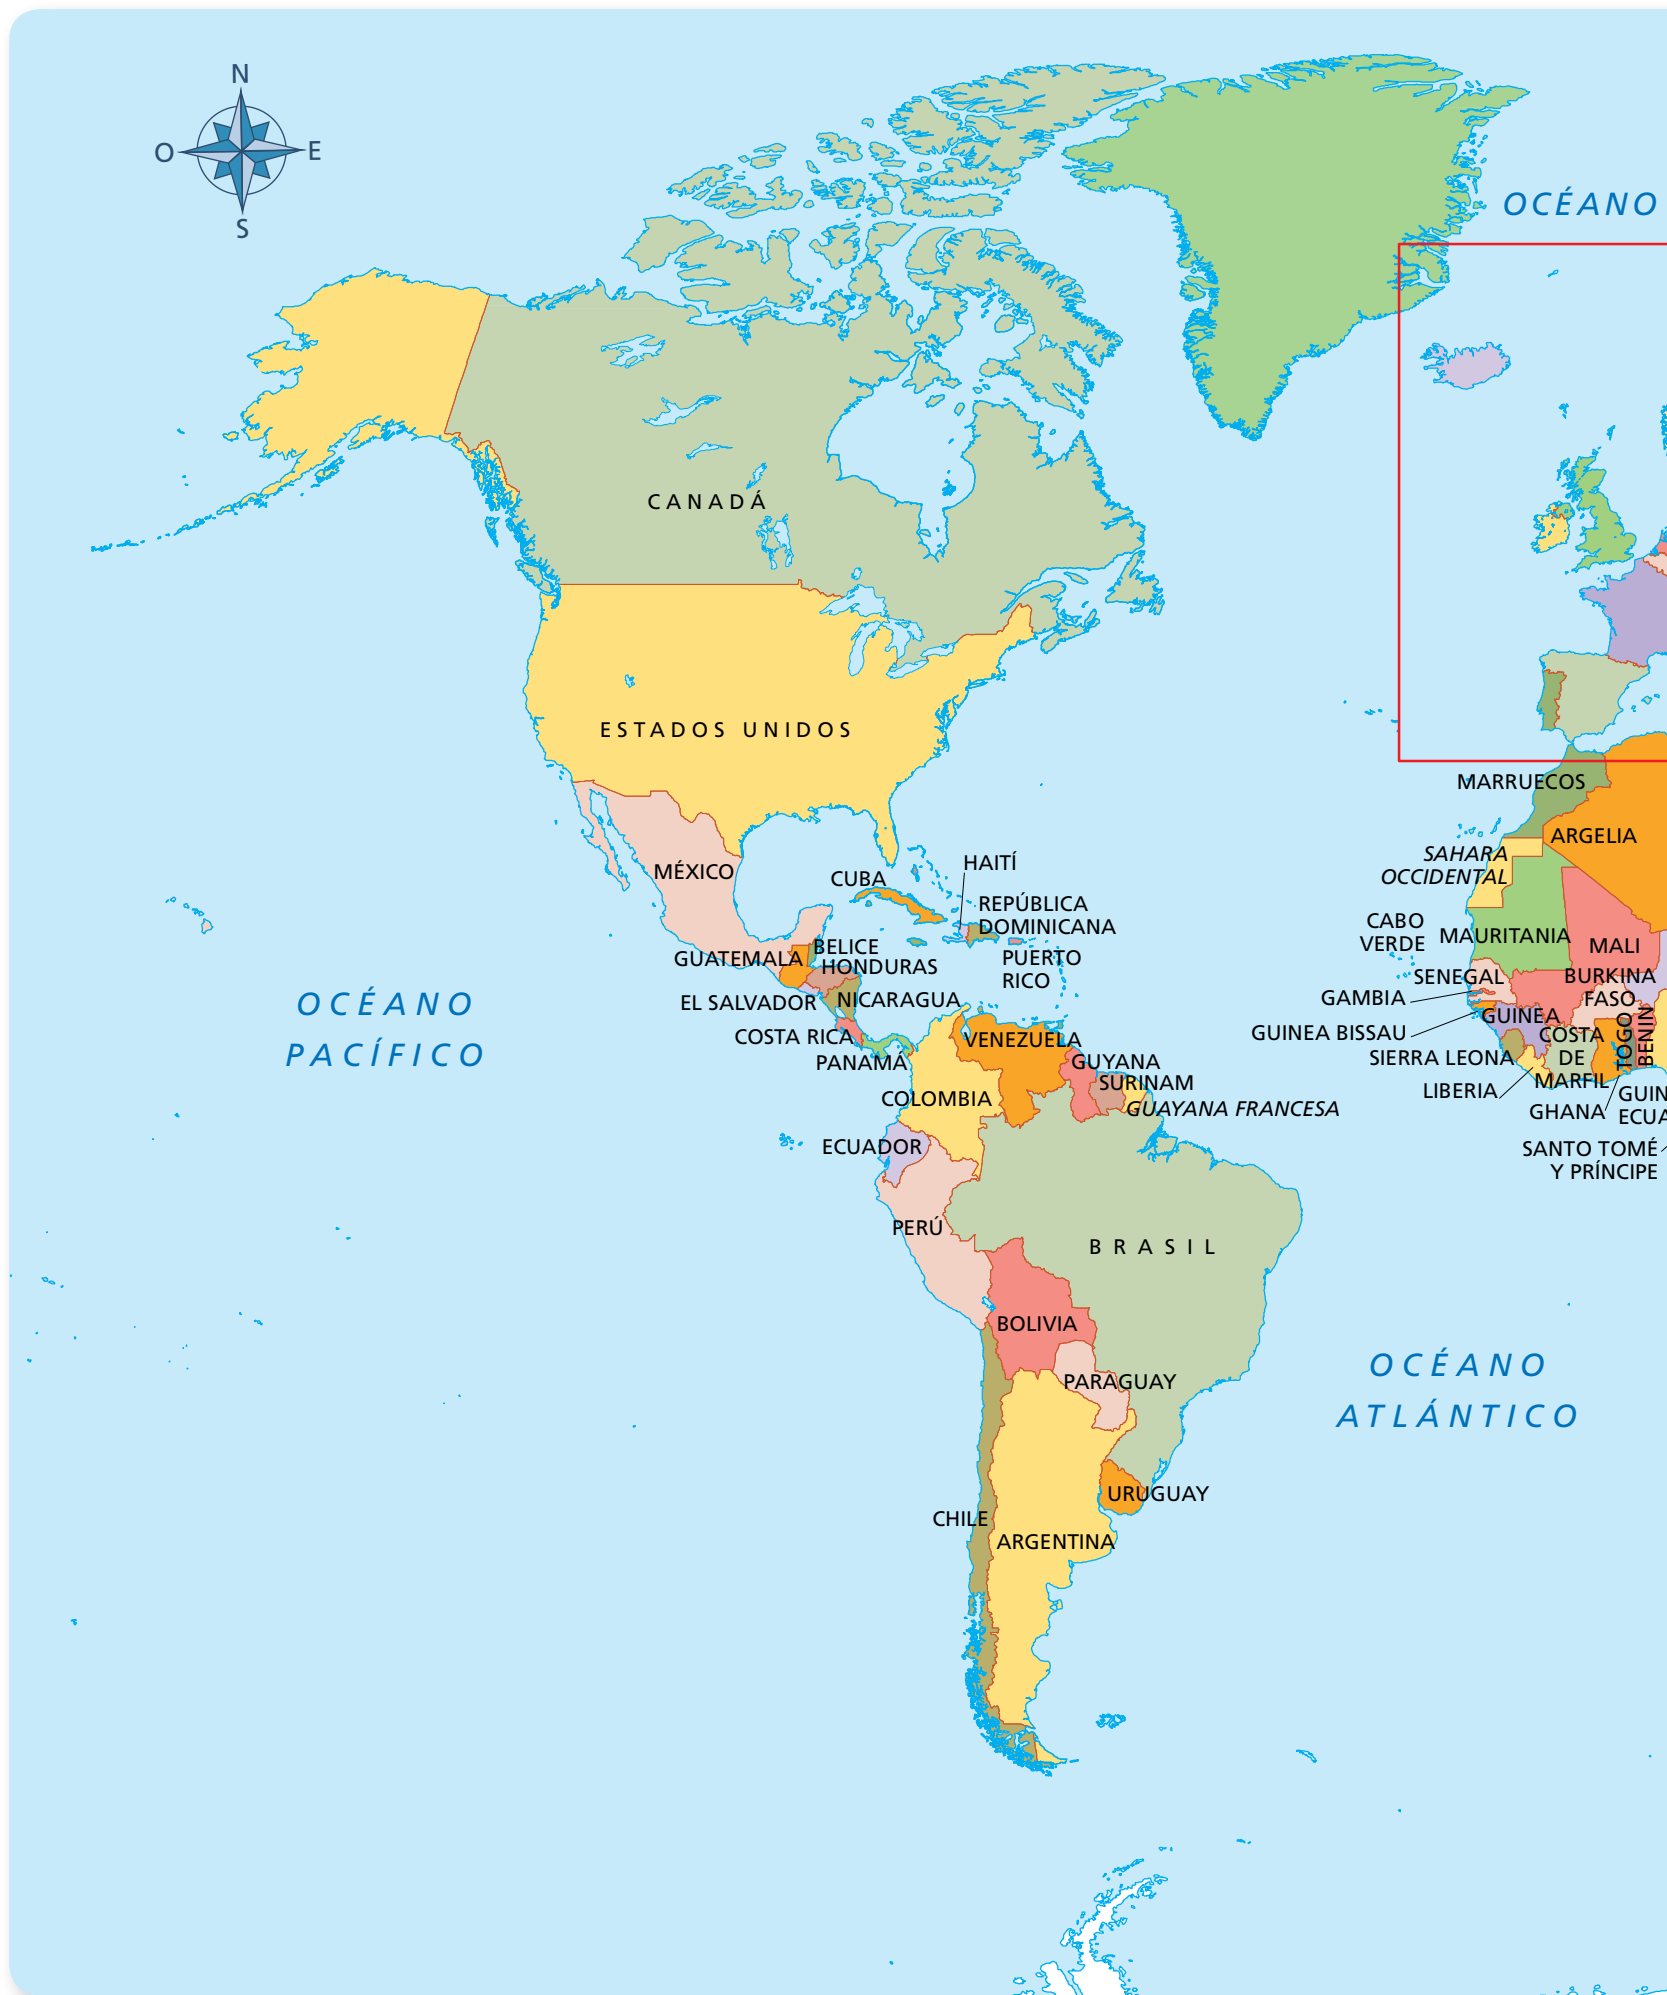 N
O
E
S
OCÉANO
CANADÁ
ESTADOS UNIDOS
MARRUECOS
ARGELIA
SAHARA
OCCIDENTAL
MÉXICO
CUBA
HAITÍ
REPÚBLICA
DOMINICANA
PUERTO
RICO
CABO
VERDE
MAURITANIA
MALI
GUATEMALA
BELICE
HONDURAS
EL SALVADOR
NICARAGUA
COSTA RICA
PANAMÁ
SENEGAL
BURKINA
FASO
GAMBIA
GUINEA
GUINEA BISSAU
COSTA
DE
MARFIL
TOGO
BENIN
SIERRA LEONA
LIBERIA
GHANA
GUIN
ECUA
SANTO TOMÉ
Y PRÍNCIPE
OCÉANO
PACÍFICO
VENEZUELA
GUYANA
SURINAM
GUAYANA FRANCESA
COLOMBIA
ECUADOR
PERÚ
BRASIL
BOLIVIA
PARAGUAY
OCÉANO
ATLÁNTICO
URUGUAY
CHILE
ARGENTINA